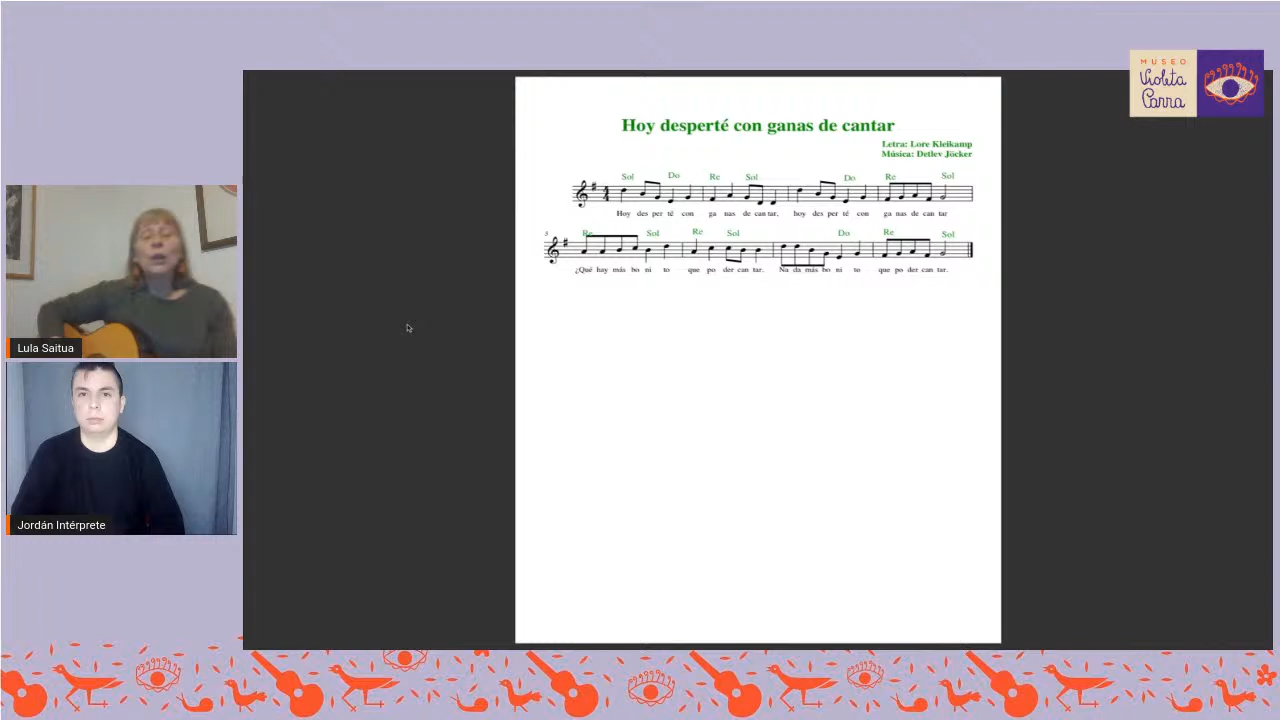 MUSEO
Violeta
Parra
Hoy desperté con ganas de cantar
Letra: Lore Kleikamp
Música: Detlev Jöcker
Sol Do Re Sol Do Re Sol
Hoy des per té con ga nas de can tar, hoy des per té con ga nas de can tar
3
Re Sol Re Sol Do Re Sol
¿Qué hay más bo ni to que po der can tar. Na da más bo ni to que po der can tar.
Lula Saitua
Jordán Intérprete